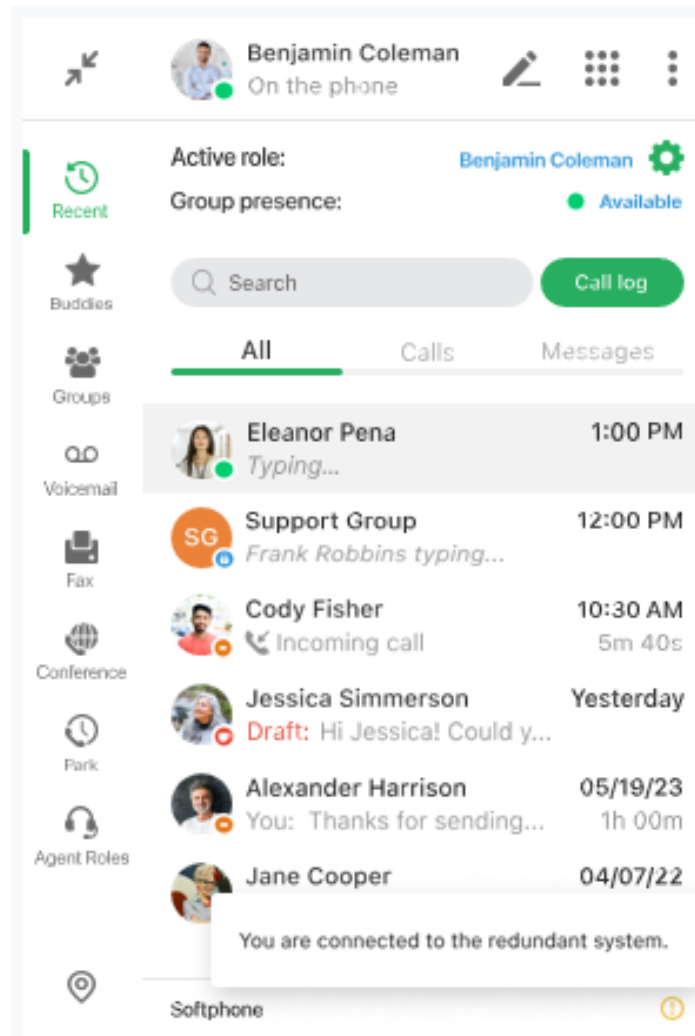 Benjamin Coleman
On the phone
Active role:
Benjamin Coleman
Group presence:
Available
Recent
Buddies
Groups
Voicemail
Fax
Conference
Park
Agent Roles
Search
Call log
All Calls Messages
Eleanor Pena 1:00 PM
Typing...
SG
Support Group 12:00 PM
Frank Robbins typing...
Cody Fisher 10:30 AM
Incoming call 5m 40s
Jessica Simmerson Yesterday
Draft: Hi Jessica! Could y...
Alexander Harrison 05/19/23
You: Thanks for sending... 1h 00m
Jane Cooper 04/07/22
You are connected to the redundant system.
Softphone